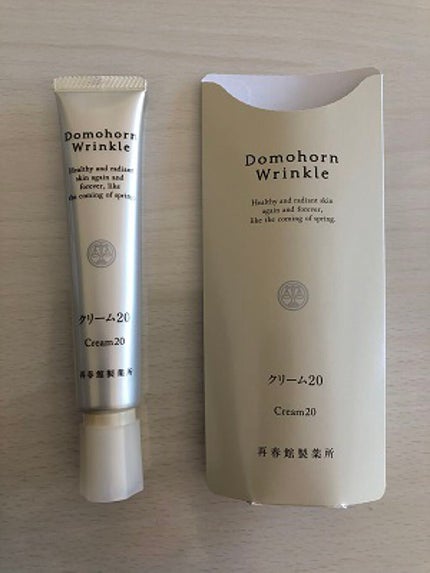 Domohorn
Wrinkle
Healthy and radiant
skin again and
forever, like
the coming of spring.
クリーム20
Cream20
再春館製薬所
Domohorn
Wrinkle
Healthy and radiant skin
again and forever,
like the coming of spring.
クリーム20
Cream20
再春館製薬所